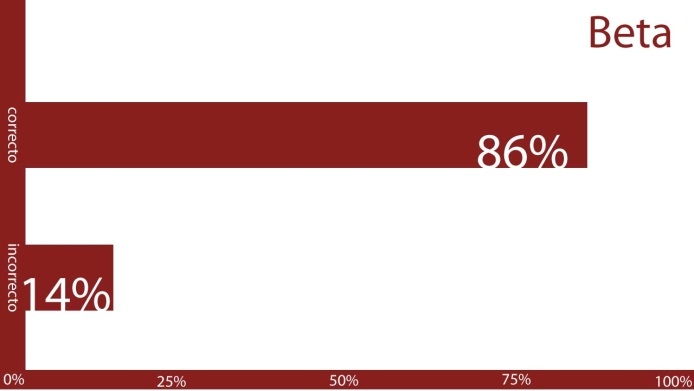 Beta
correcto
86%
incorrecto
14%
0% 25% 50% 75% 100%